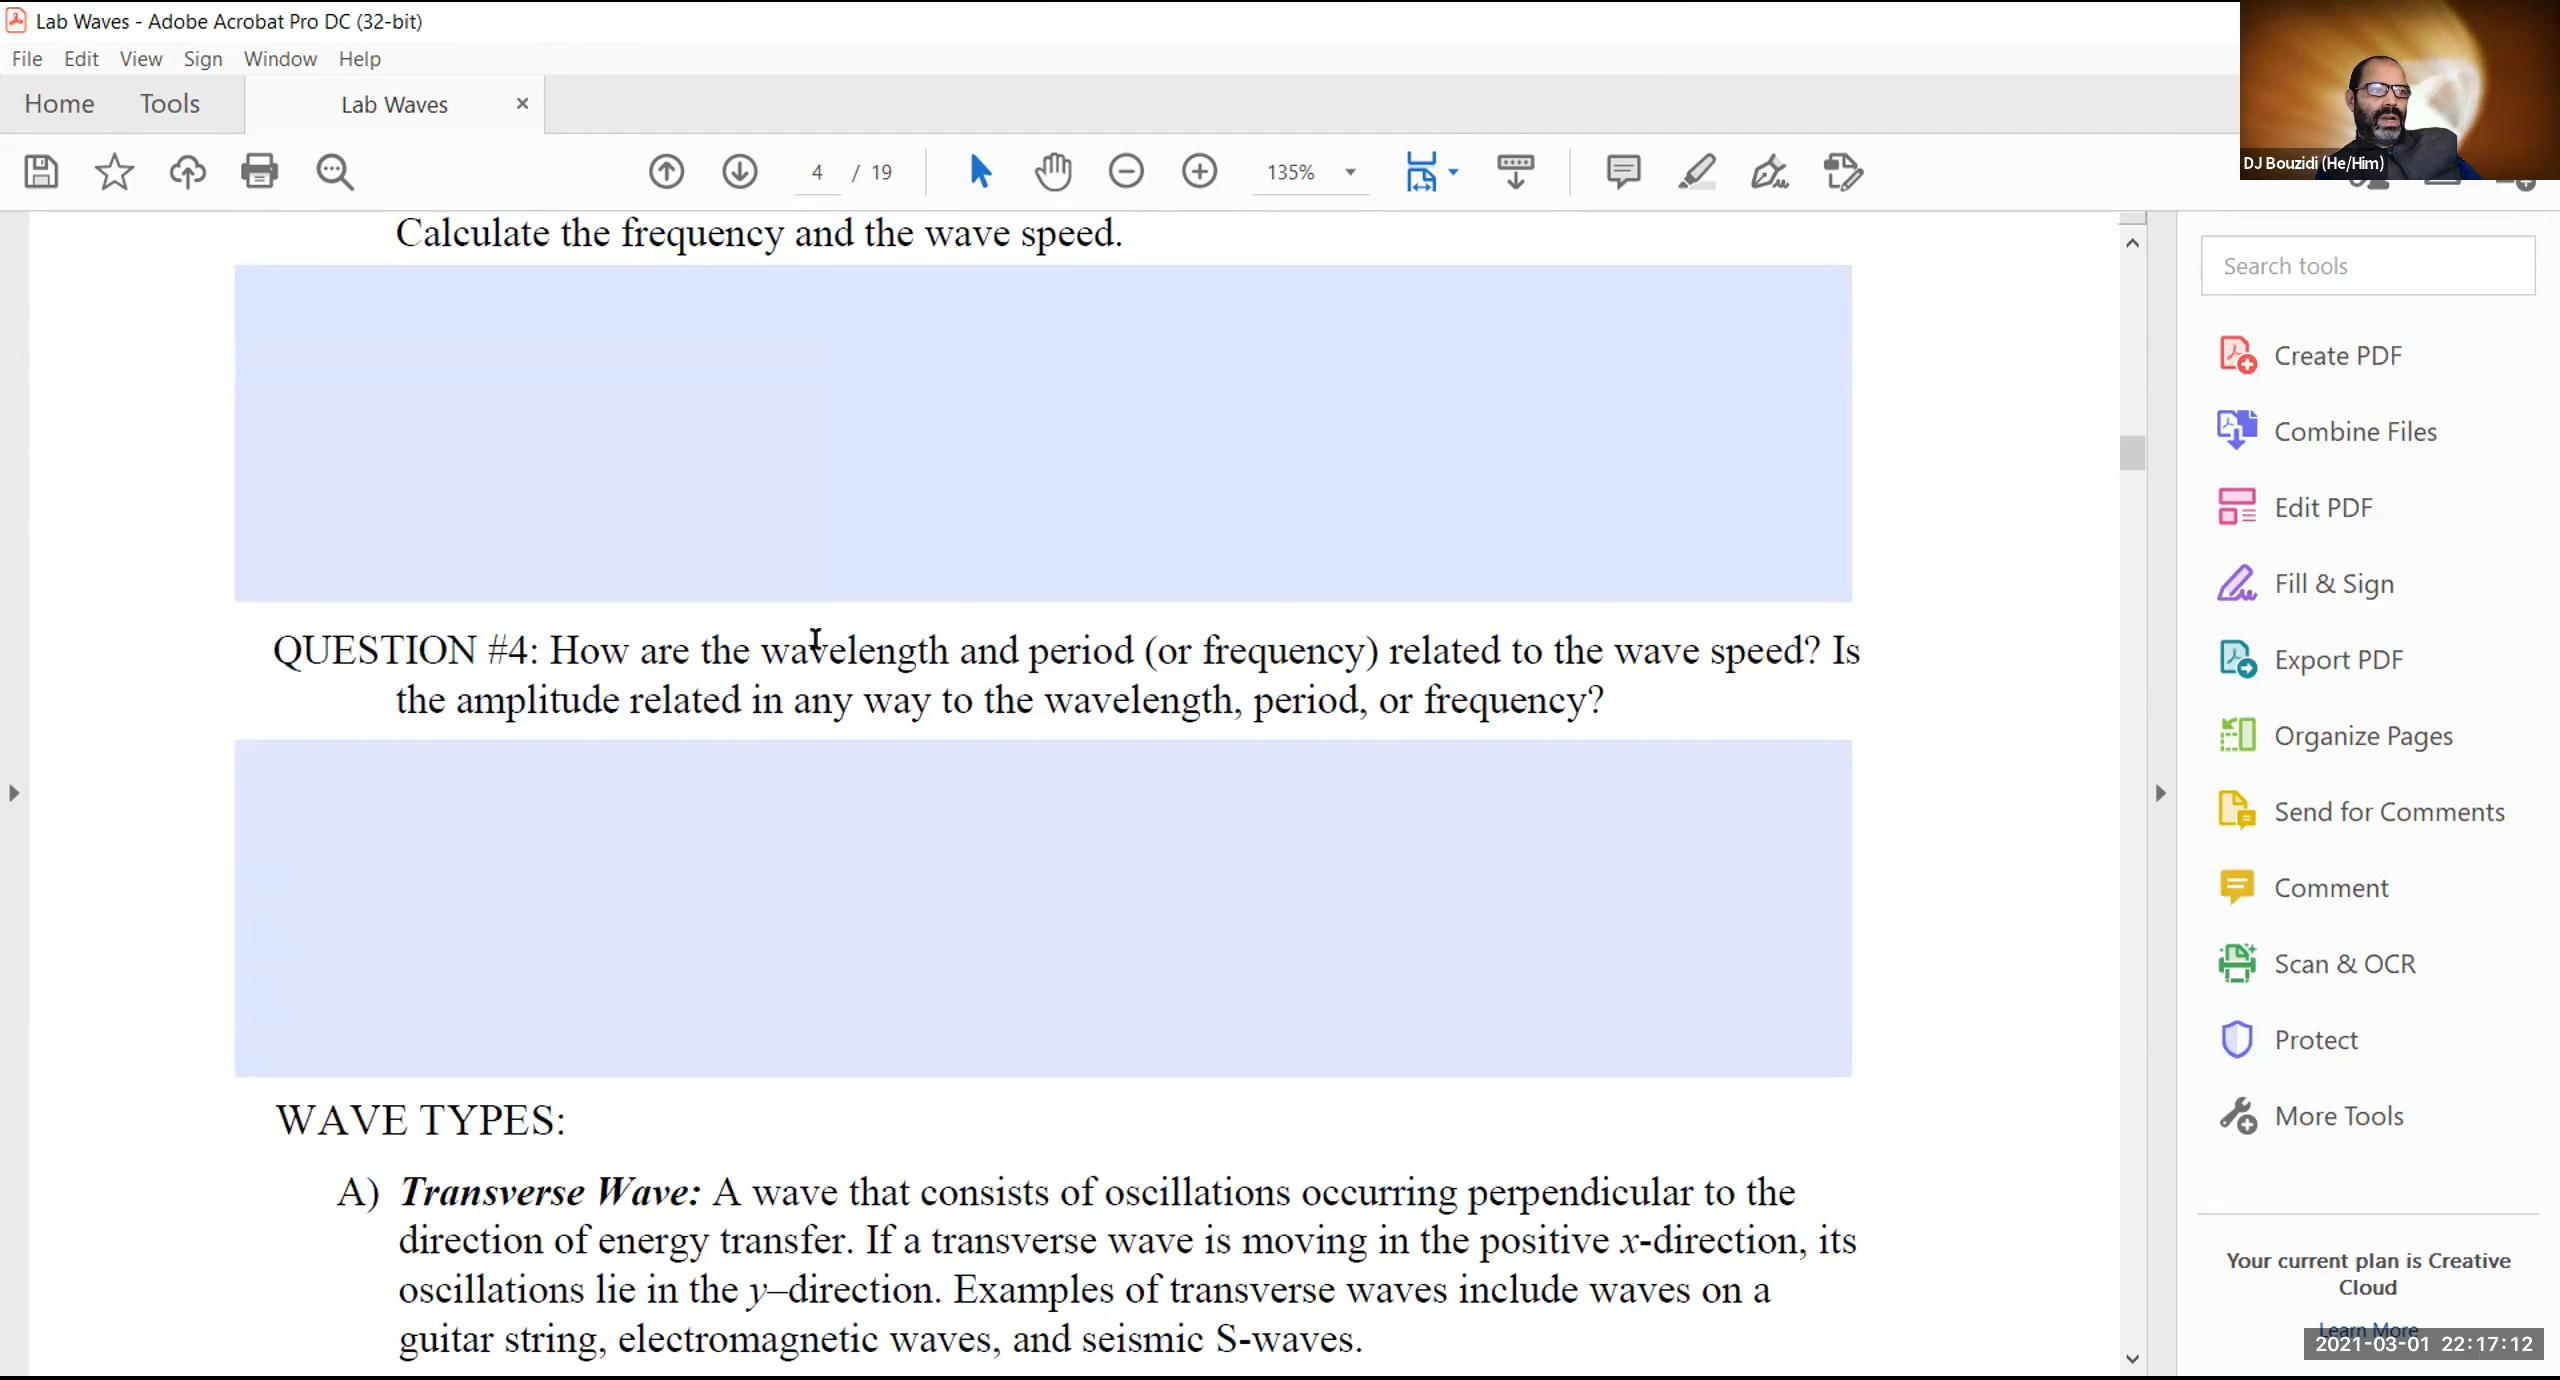 Lab Waves - Adobe Acrobat Pro DC (32-bit)
File Edit View Sign Window Help
Home Tools Lab Waves ×
4 / 19 135%
DJ Bouzidi (He/Him)
Calculate the frequency and the wave speed.
QUESTION #4: How are the wavelength and period (or frequency) related to the wave speed? Is
the amplitude related in any way to the wavelength, period, or frequency?
WAVE TYPES:
A) Transverse Wave: A wave that consists of oscillations occurring perpendicular to the
direction of energy transfer. If a transverse wave is moving in the positive x-direction, its
oscillations lie in the y–direction. Examples of transverse waves include waves on a
guitar string, electromagnetic waves, and seismic S-waves.
Search tools
Create PDF
Combine Files
Edit PDF
Fill & Sign
Export PDF
Organize Pages
Send for Comments
Comment
Scan & OCR
Protect
More Tools
Your current plan is Creative
Cloud
Learn More
2021-03-01 22:17:12